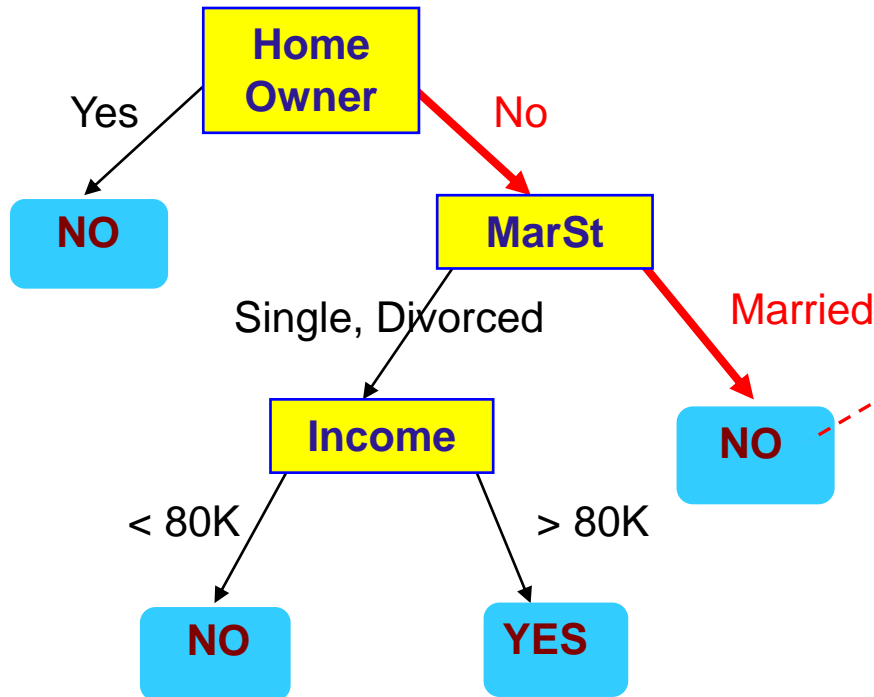 Home
Owner
Yes
No
NO
MarSt
Single, Divorced
Married
Income
NO
< 80K
> 80K
NO
YES